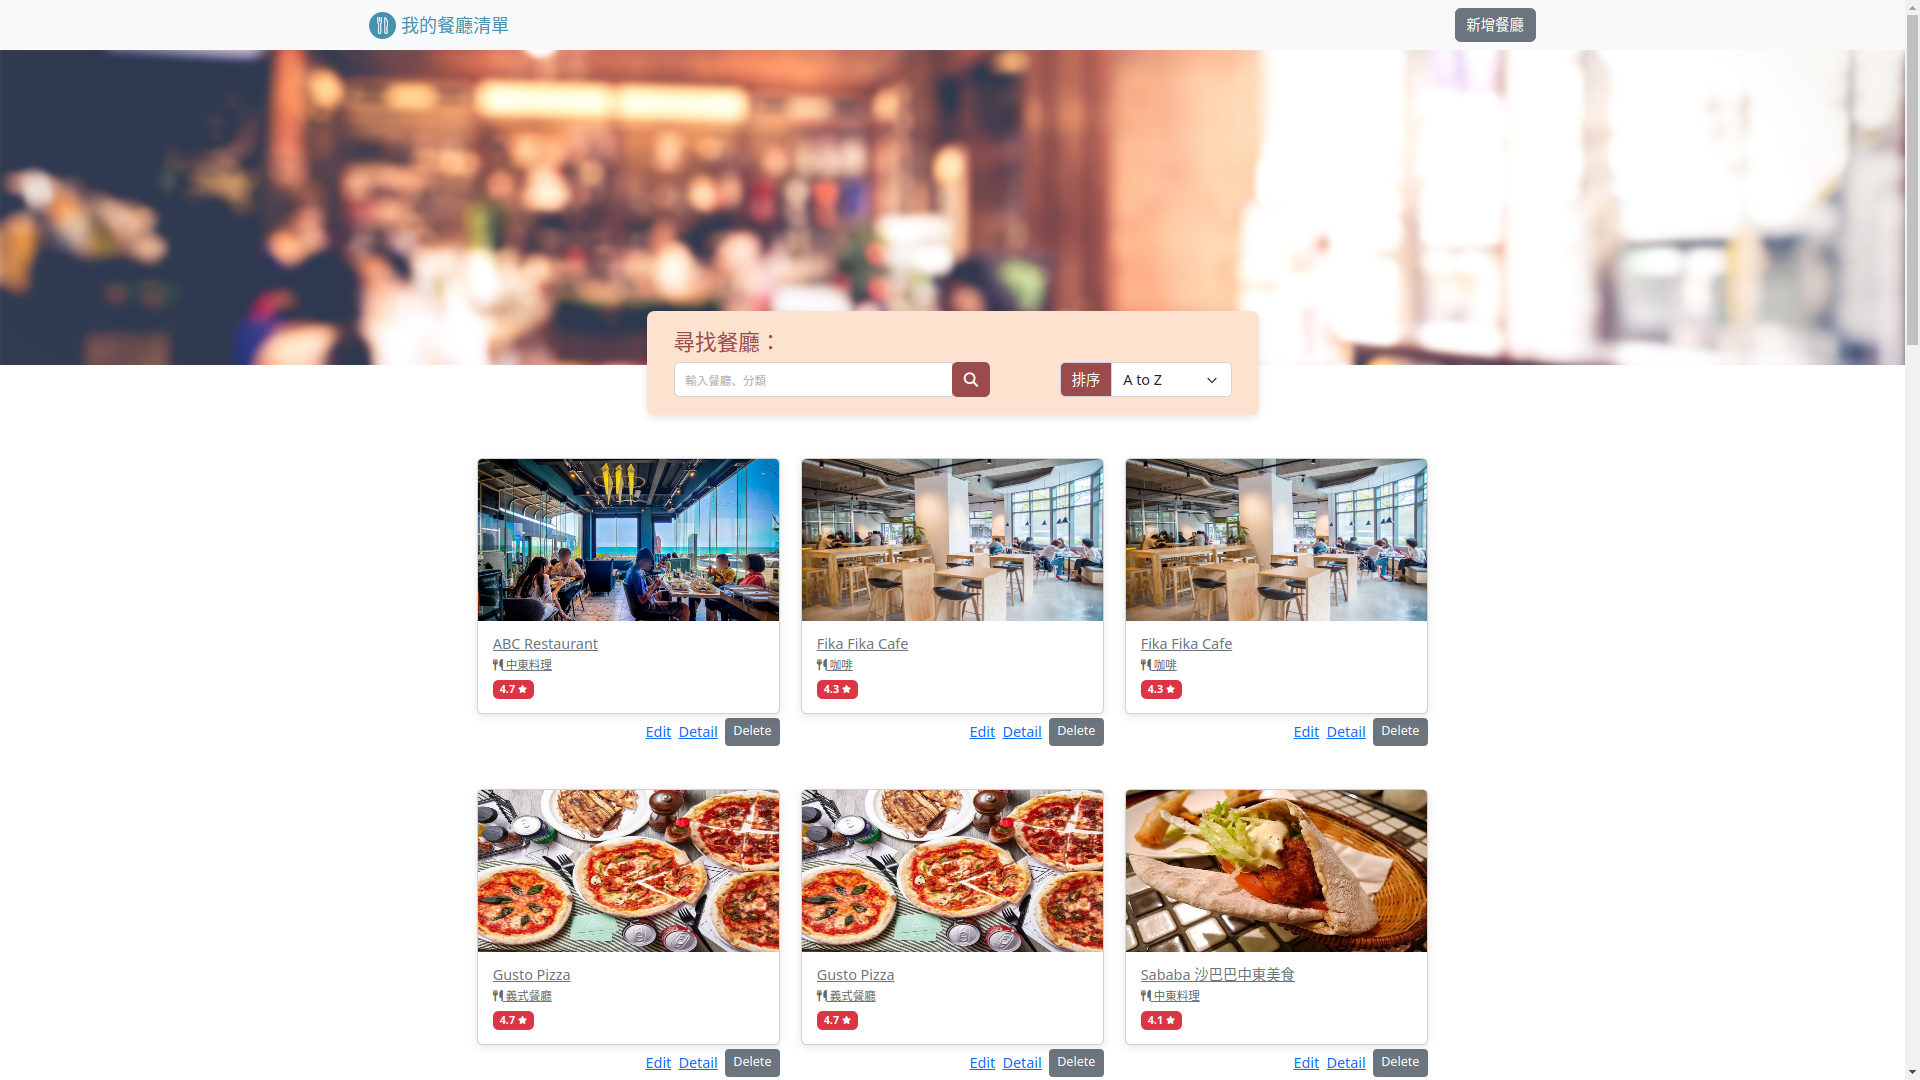 我的餐廳清單
新增餐廳
尋找餐廳：
輸入餐廳、分類
排序
A to Z
ABC Restaurant
中東料理
4.7
Edit Detail Delete
Fika Fika Cafe
咖啡
4.3
Edit Detail Delete
Fika Fika Cafe
咖啡
4.3
Edit Detail Delete
Gusto Pizza
義式餐廳
4.7
Edit Detail Delete
Gusto Pizza
義式餐廳
4.7
Edit Detail Delete
Sababa 沙巴巴中東美食
中東料理
4.1
Edit Detail Delete